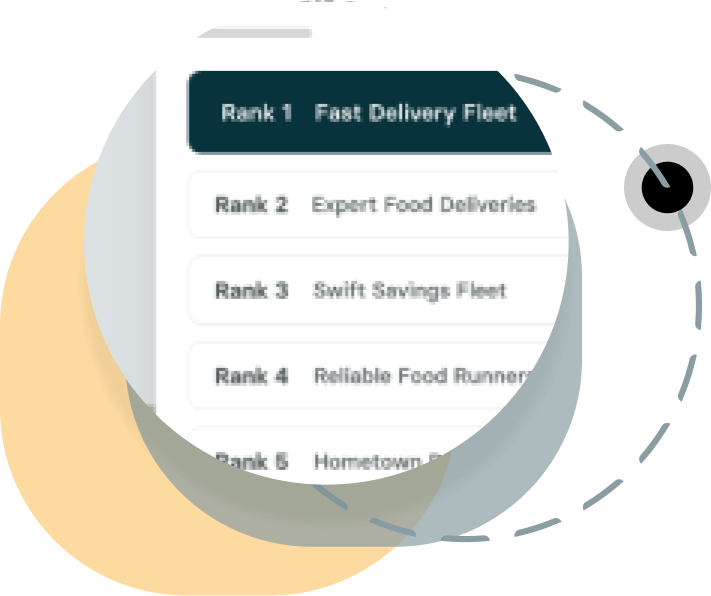 Rank 1 Fast Delivery Fleet
Rank 2 Expert Food Deliveries
Rank 3 Swift Savings Fleet
Rank 4 Reliable Food Runners
Rank 5 Hometown